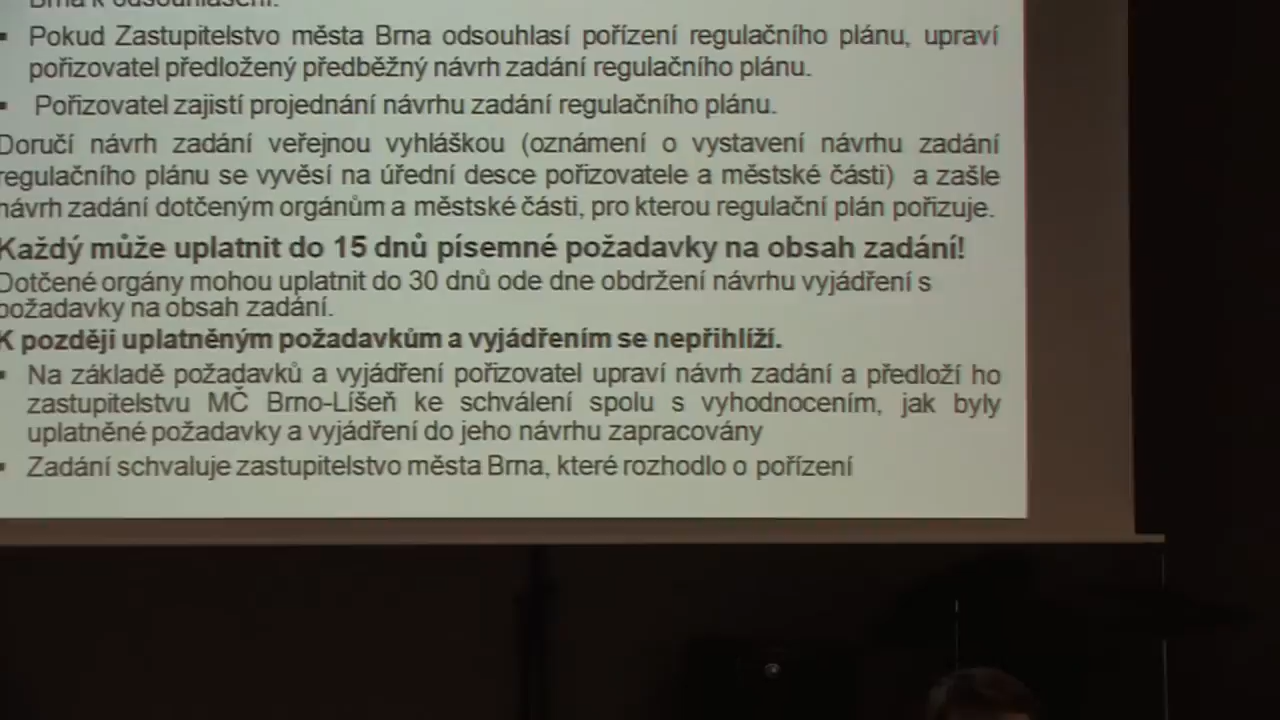 Brna k odsouhlasení.
▪ Pokud Zastupitelstvo města Brna odsouhlasí pořízení regulačního plánu, upraví
pořizovatel předložený předběžný návrh zadání regulačního plánu.
▪ Pořizovatel zajistí projednání návrhu zadání regulačního plánu.
Doručí návrh zadání veřejnou vyhláškou (oznámení o vystavení návrhu zadání
regulačního plánu se vyvěsí na úřední desce pořizovatele a městské části) a zašle
návrh zadání dotčeným orgánům a městské části, pro kterou regulační plán pořizuje.
Každý může uplatnit do 15 dnů písemné požadavky na obsah zadání!
Dotčené orgány mohou uplatnit do 30 dnů ode dne obdržení návrhu vyjádření s
požadavky na obsah zadání.
K později uplatněným požadavkům a vyjádřením se nepřihlíží.
▪ Na základě požadavků a vyjádření pořizovatel upraví návrh zadání a předloží ho
zastupitelstvu MČ Brno-Líšeň ke schválení spolu s vyhodnocením, jak byly
uplatněné požadavky a vyjádření do jeho návrhu zapracovány
▪ Zadání schvaluje zastupitelstvo města Brna, které rozhodlo o pořízení